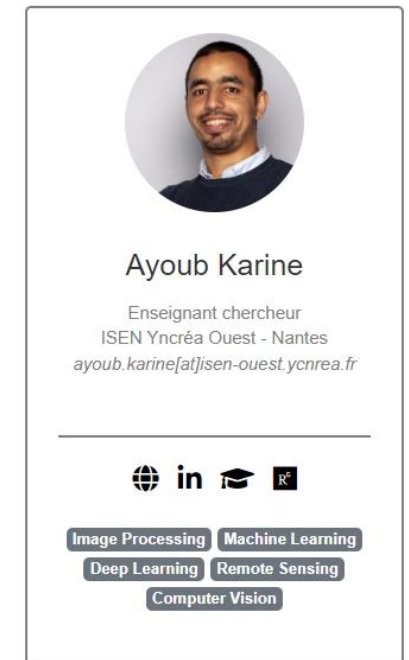 Ayoub Karine
Enseignant chercheur
ISEN Yncréa Ouest - Nantes
ayoub.karine[at]isen-ouest.ycnrea.fr
in
R^G
Image Processing Machine Learning
Deep Learning Remote Sensing
Computer Vision